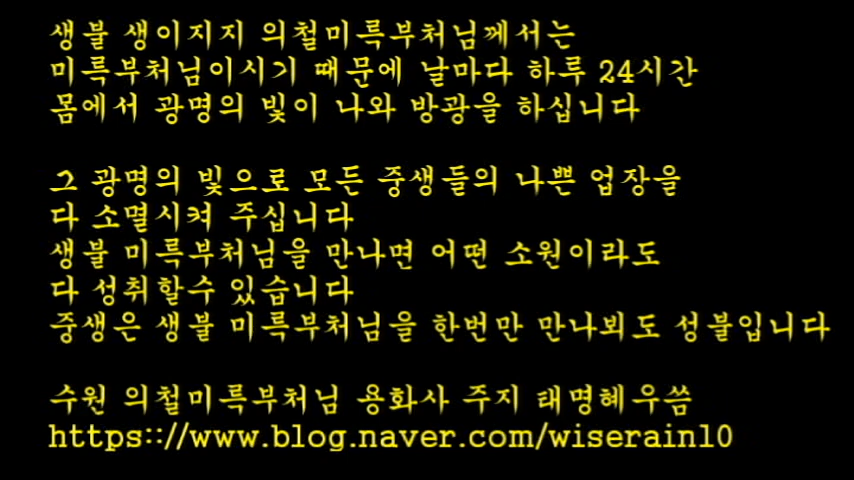 생불 생이지지 의철미륵부처님께서는
미륵부처님이시기 때문에 날마다 하루 24시간
몸에서 광명의 빛이 나와 방광을 하십니다
그 광명의 빛으로 모든 중생들의 나쁜 업장을
다 소멸시켜 주십니다
생불 미륵부처님을 만나면 어떤 소원이라도
다 성취할수 있습니다
중생은 생불 미륵부처님을 한번만 만나뵈도 성불입니다
수원 의철미륵부처님 용화사 주지 태명혜우씀
https:://www.blog.naver.com/wiserain10